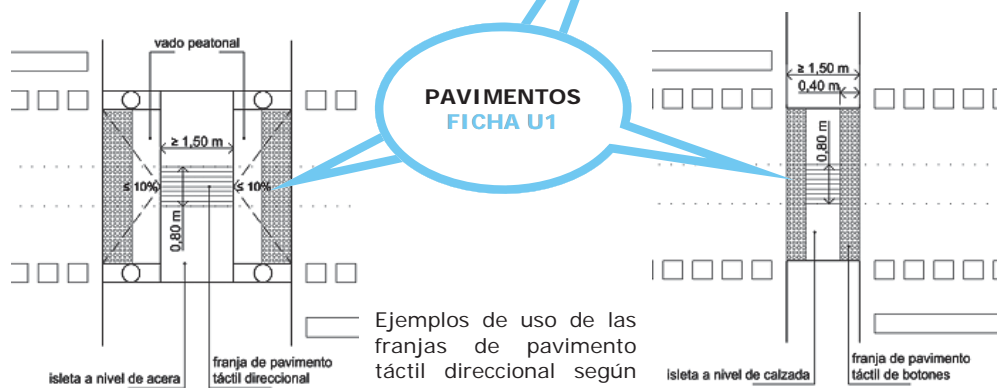 vado peatonal
≥ 1,50 m
≤ 10%
≤ 10%
0,80 m
isleta a nivel de acera
franja de pavimento
táctil direccional
PAVIMENTOS
FICHA U1
Ejemplos de uso de las
franjas de pavimento
táctil direccional según
≥ 1,50 m
0,40 m
0,80 m
isleta a nivel de calzada
franja de pavimento
táctil de botones